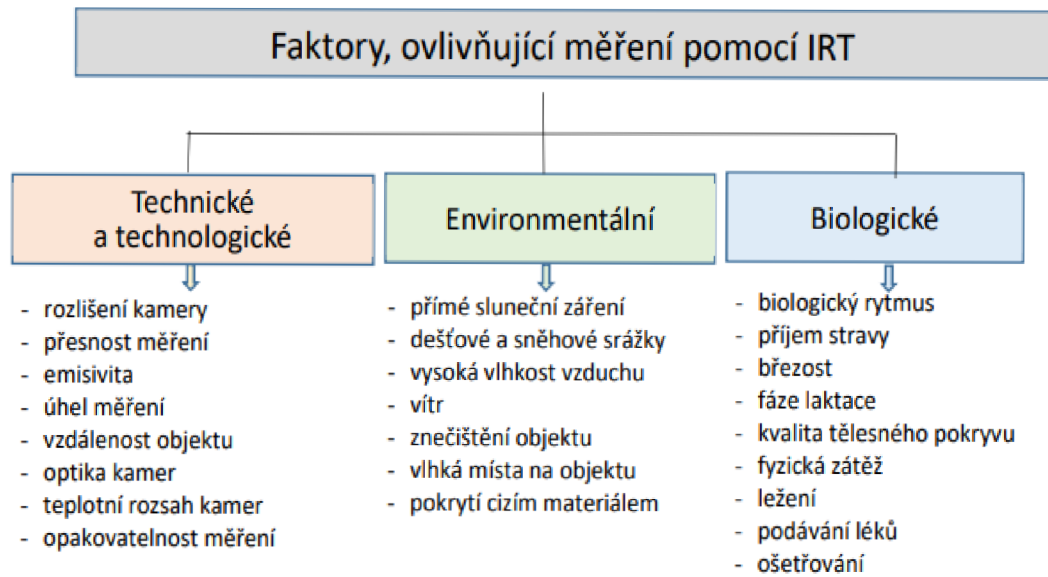 Faktory, ovlivňující měření pomocí IRT
Technické
a technologické
- rozlišení kamery
- přesnost měření
- emisivita
- úhel měření
- vzdálenost objektu
- optika kamer
- teplotní rozsah kamer
- opakovatelnost měření
Environmentální
- přímé sluneční záření
- dešťové a sněhové srážky
- vysoká vlhkost vzduchu
- vítr
- znečištění objektu
- vlhká místa na objektu
- pokrytí cizím materiálem
Biologické
- biologický rytmus
- příjem stravy
- březost
- fáze laktace
- kvalita tělesného pokryvu
- fyzická zátěž
- ležení
- podávání léků
- ošetřování